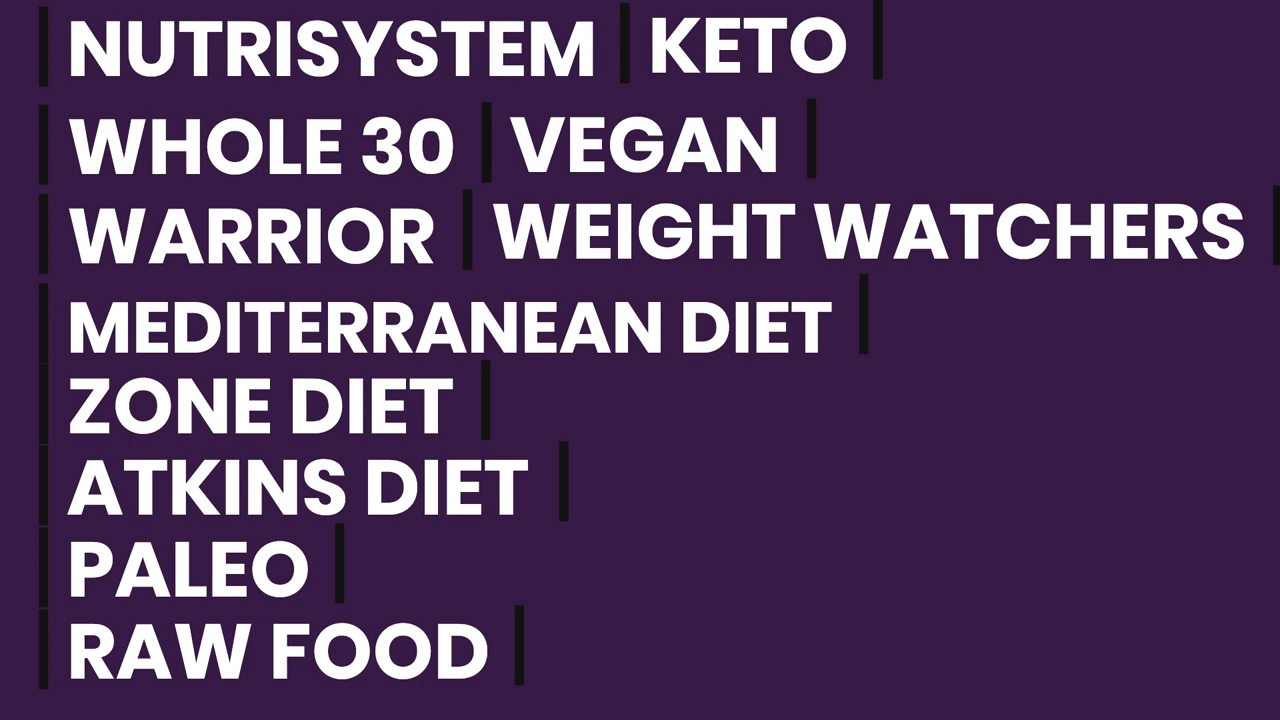 NUTRISYSTEM KETO
WHOLE 30 VEGAN
WARRIOR WEIGHT WATCHERS
MEDITERRANEAN DIET
ZONE DIET
ATKINS DIET
PALEO
RAW FOOD